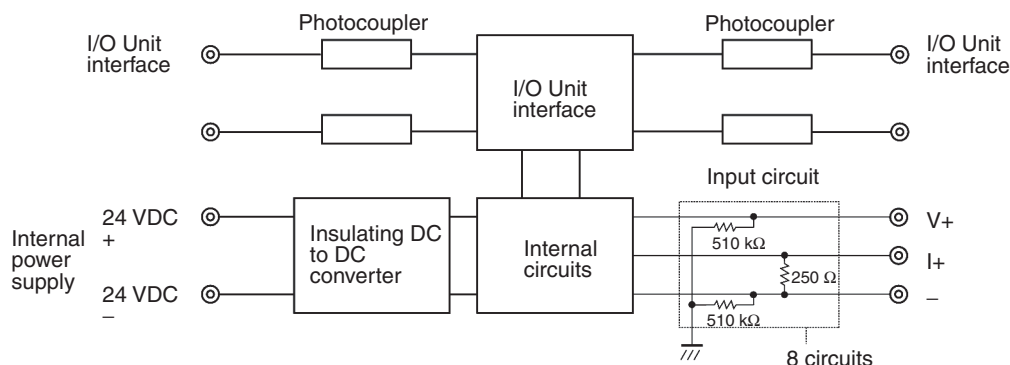 Photocoupler
Photocoupler
I/O Unit
interface
I/O Unit
interface
I/O Unit
interface
Input circuit
Internal
power
supply
24 VDC
+
24 VDC
–
Insulating DC
to DC
converter
Internal
circuits
510 kΩ
250 Ω
510 kΩ
V+
I+
–
8 circuits